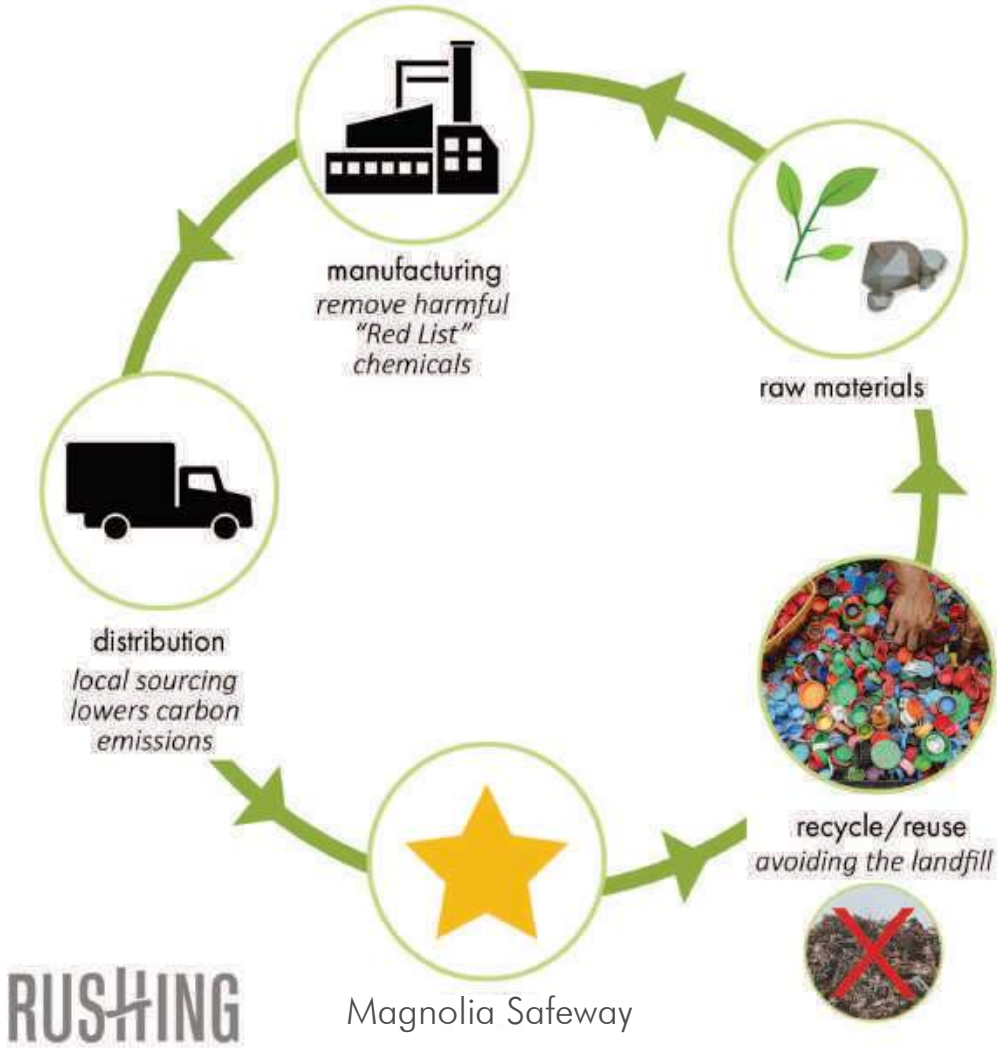 manufacturing
remove harmful
“Red List”
chemicals
raw materials
distribution
local sourcing
lowers carbon
emissions
recycle/reuse
avoiding the landfill
Magnolia Safeway
RUSHING